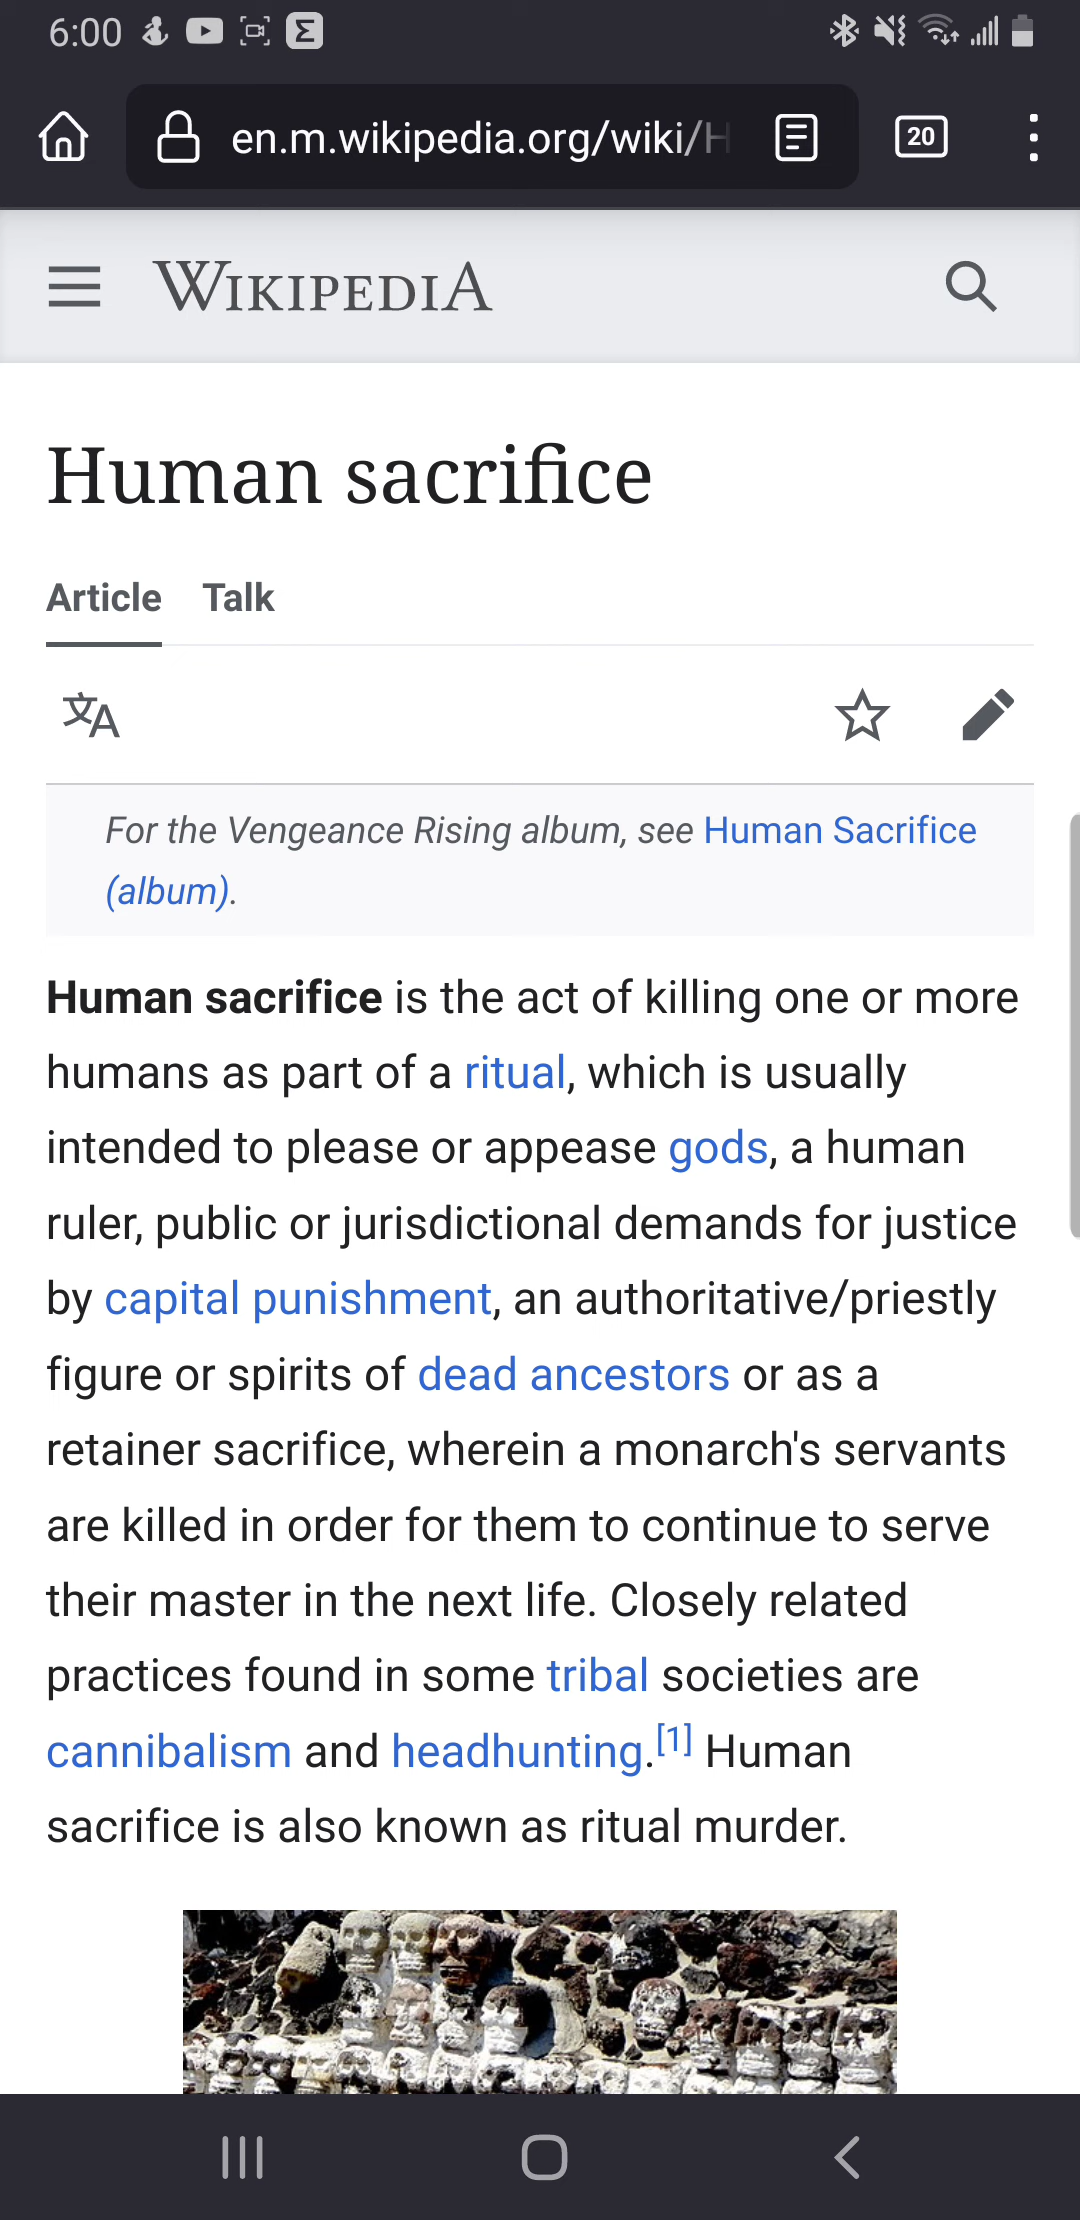 6:00
en.m.wikipedia.org/wiki/H
20
WIKIPEDIA
Human sacrifice
Article Talk
For the Vengeance Rising album, see Human Sacrifice
(album).
Human sacrifice is the act of killing one or more
humans as part of a ritual, which is usually
intended to please or appease gods, a human
ruler, public or jurisdictional demands for justice
by capital punishment, an authoritative/priestly
figure or spirits of dead ancestors or as a
retainer sacrifice, wherein a monarch's servants
are killed in order for them to continue to serve
their master in the next life. Closely related
practices found in some tribal societies are
cannibalism and headhunting.[1] Human
sacrifice is also known as ritual murder.